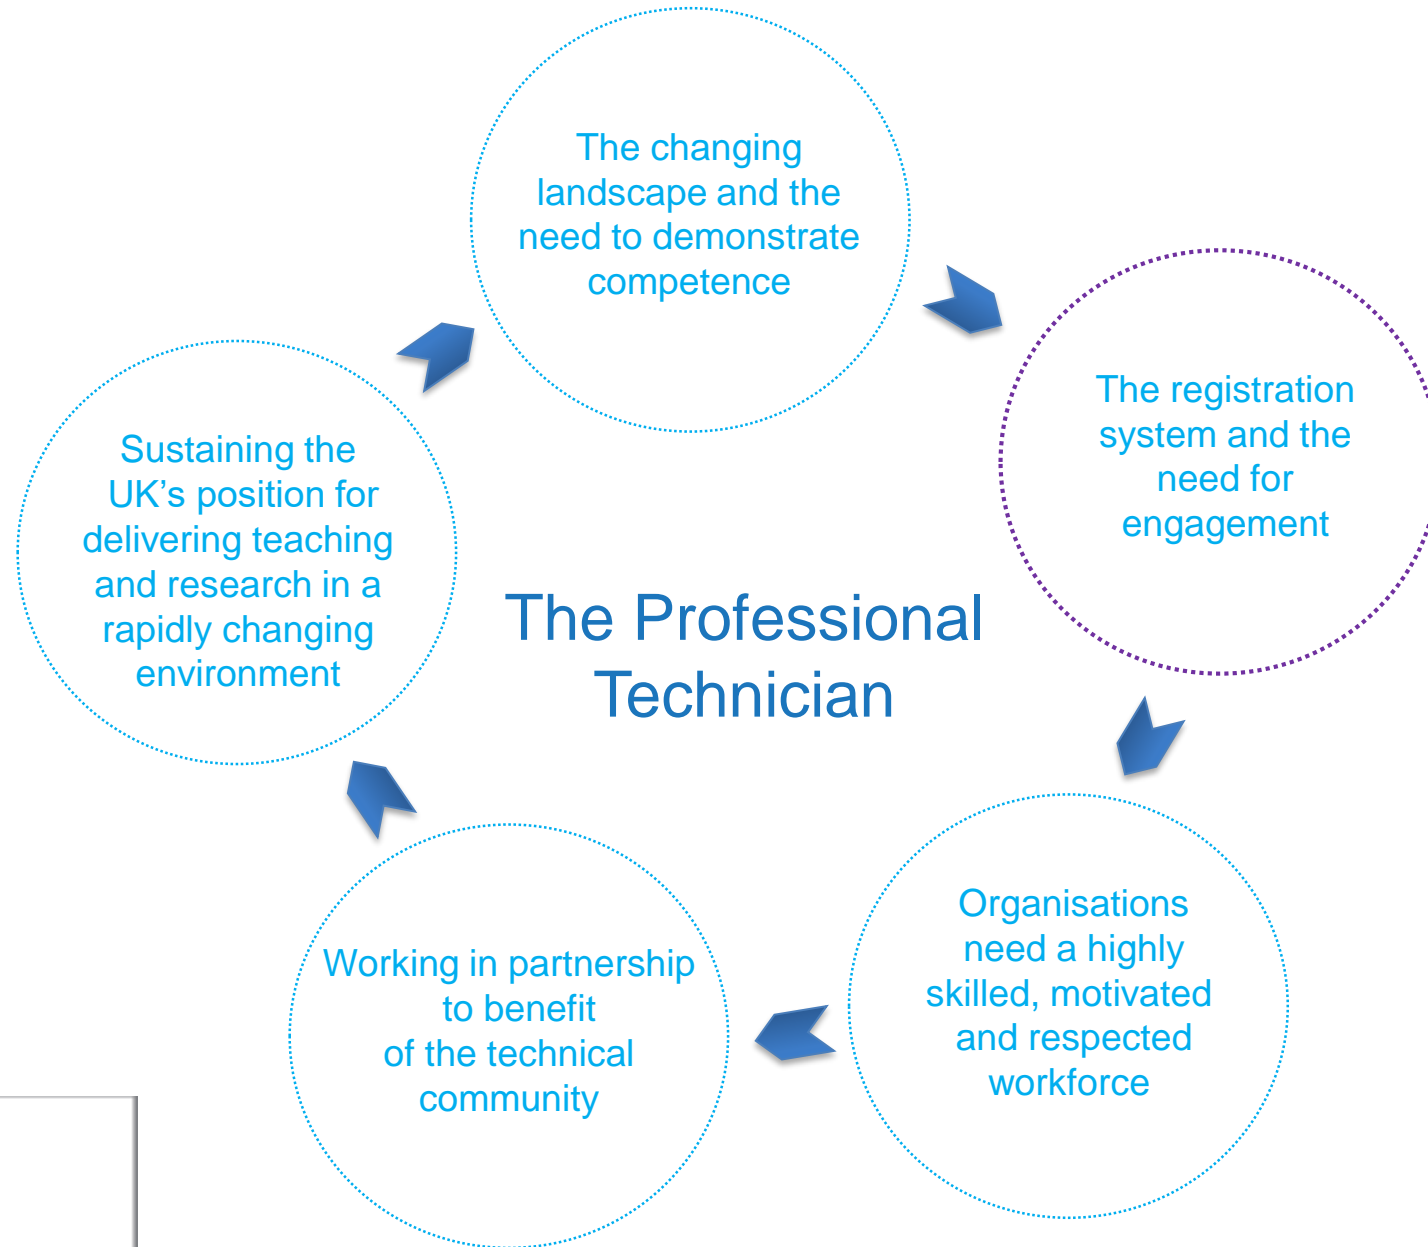 The changing
landscape and the
need to demonstrate
competence
The registration
system and the
need for
engagement
Organisations
need a highly
skilled, motivated
and respected
workforce
Working in partnership
to benefit
of the technical
community
Sustaining the
UK’s position for
delivering teaching
and research in a
rapidly changing
environment
The Professional
Technician